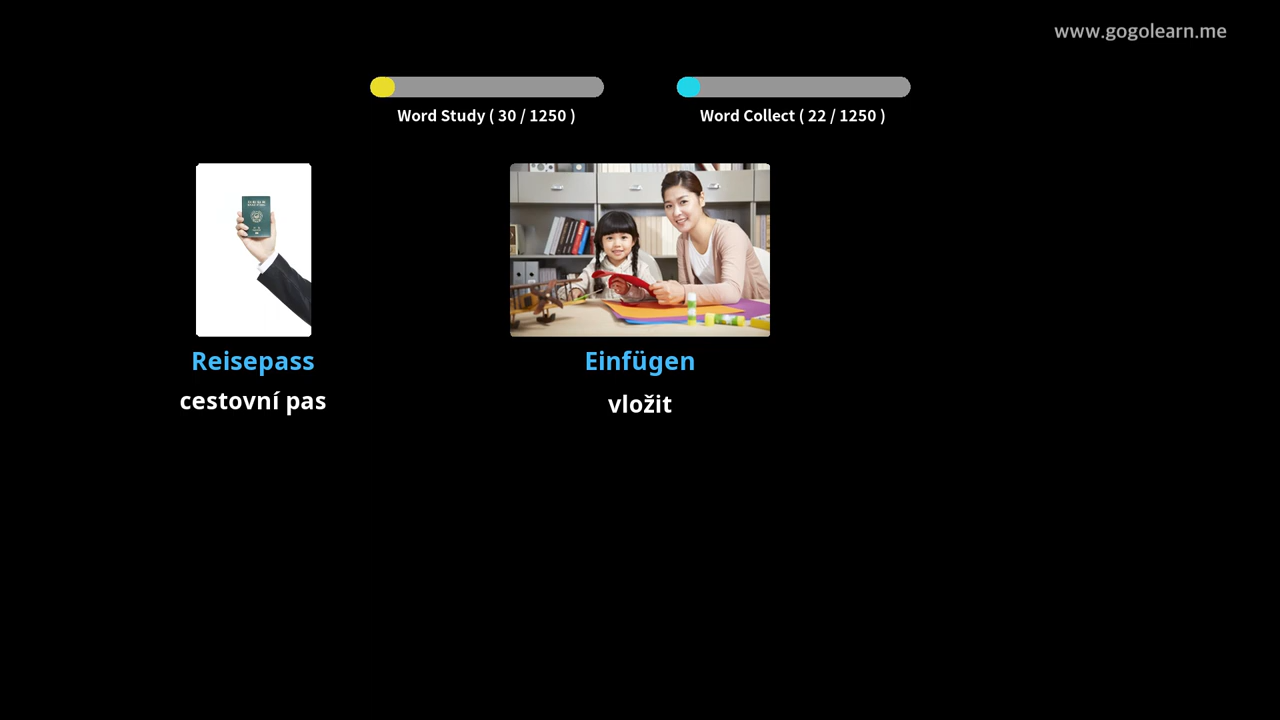 www.gogolearn.me
Word Study ( 30 / 1250 )
Word Collect ( 22 / 1250 )
Reisepass
cestovní pas
Einfügen
vložit